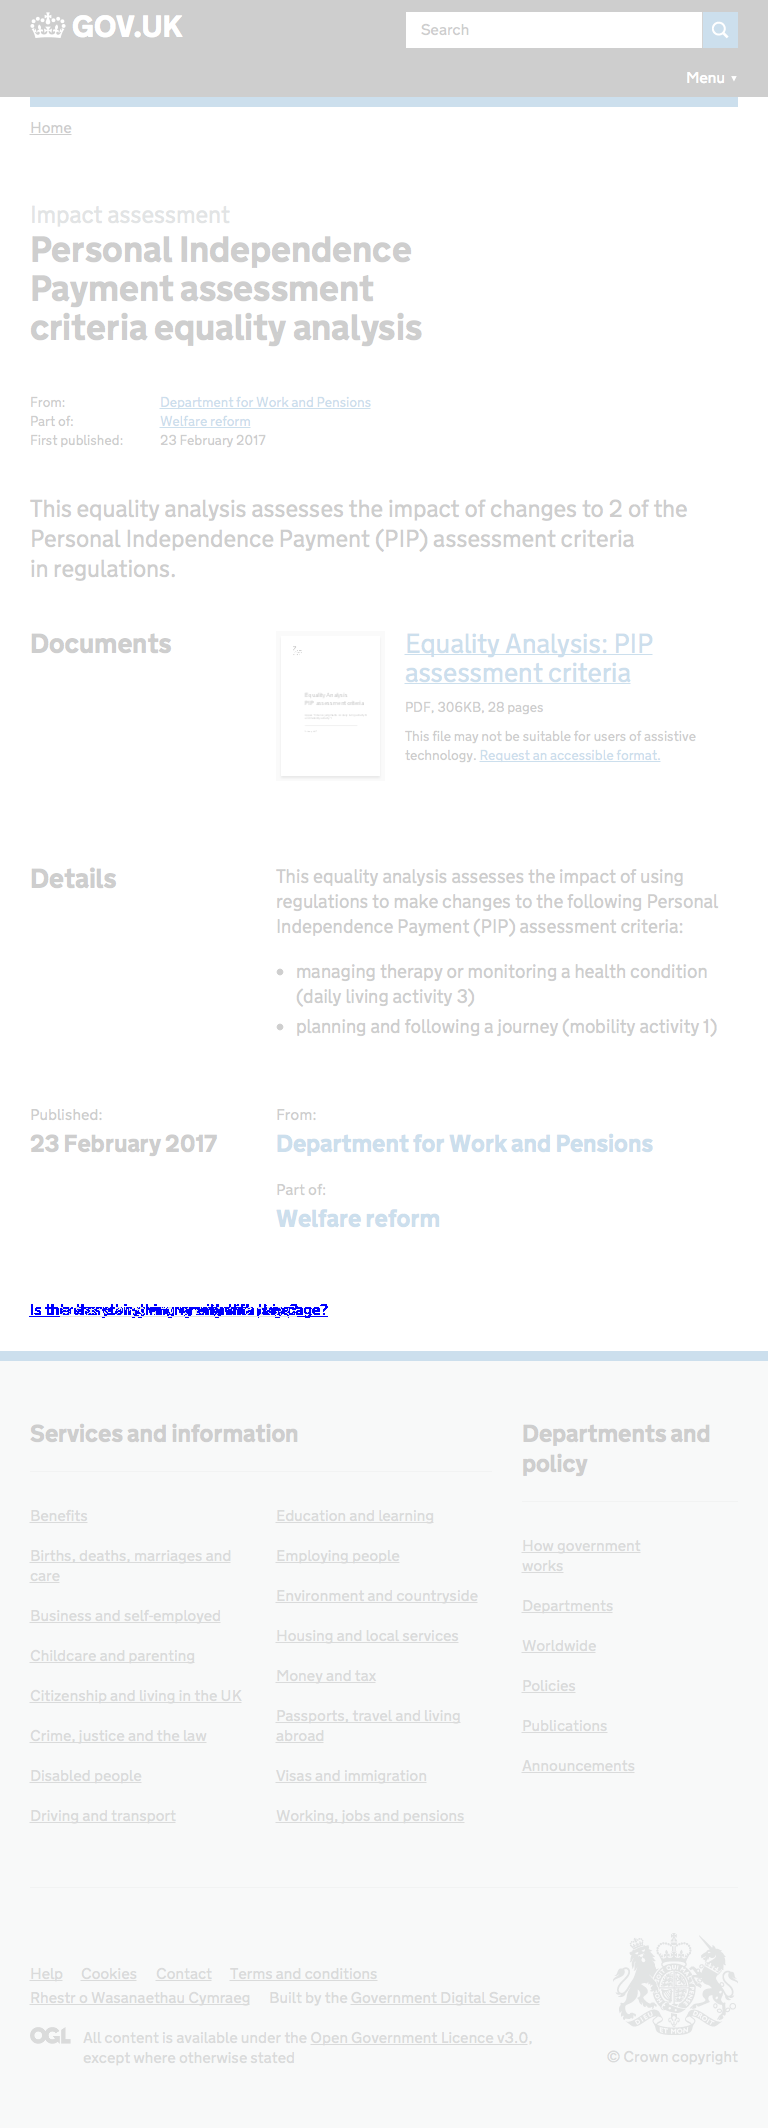 GOV.UK
Search
Menu ▼
Home
Impact assessment
Personal Independence
Payment assessment
criteria equality analysis
From: Department for Work and Pensions
Part of: Welfare reform
First published: 23 February 2017
This equality analysis assesses the impact of changes to 2 of the
Personal Independence Payment (PIP) assessment criteria
in regulations.
Documents
Equality Analysis: PIP
assessment criteria
Equality Analysis
PIP assessment criteria
PDF, 306KB, 28 pages
This file may not be suitable for users of assistive
technology. Request an accessible format.
Details
This equality analysis assesses the impact of using
regulations to make changes to the following Personal
Independence Payment (PIP) assessment criteria:
• managing therapy or monitoring a health condition
(daily living activity 3)
• planning and following a journey (mobility activity 1)
Published:
23 February 2017
From:
Department for Work and Pensions
Part of:
Welfare reform
Is
Services and information
Benefits
Births, deaths, marriages and
care
Business and self-employed
Childcare and parenting
Citizenship and living in the UK
Crime, justice and the law
Disabled people
Driving and transport
Education and learning
Employing people
Environment and countryside
Housing and local services
Money and tax
Passports, travel and living
abroad
Visas and immigration
Working, jobs and pensions
Departments and
policy
How government
works
Departments
Worldwide
Policies
Publications
Announcements
Help Cookies Contact Terms and conditions
Rhestr o Wasanaethau Cymraeg Built by the Government Digital Service
OGL All content is available under the Open Government Licence v3.0,
except where otherwise stated
© Crown copyright